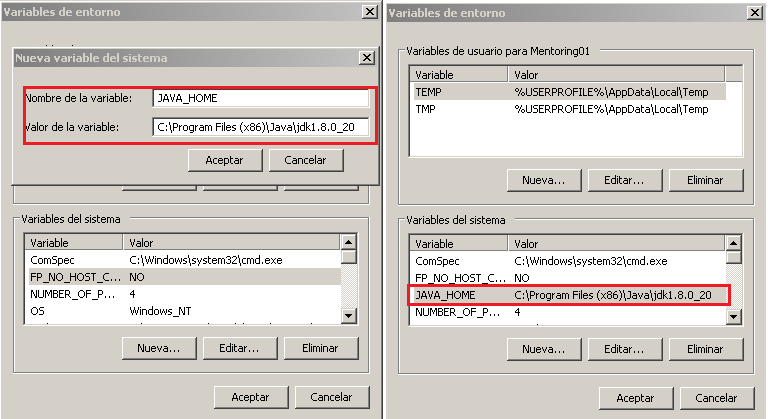 Variables de entorno
Nueva variable del sistema
Nombre de la variable: JAVA_HOME
Valor de la variable: C:\Program Files (x86)\Java\jdk1.8.0_20
Aceptar Cancelar
Variables del sistema
Variable Valor
ComSpec C:\Windows\system32\cmd.exe
FP_NO_HOST_C... NO
NUMBER_OF_P... 4
OS Windows_NT
Nueva... Editar... Eliminar
Aceptar Cancelar
Variables de entorno
Variables de usuario para Mentoring01
Variable Valor
TEMP %USERPROFILE%\AppData\Local\Temp
TMP %USERPROFILE%\AppData\Local\Temp
Nueva... Editar... Eliminar
Variables del sistema
Variable Valor
ComSpec C:\Windows\system32\cmd.exe
FP_NO_HOST_C... NO
JAVA_HOME C:\Program Files (x86)\Java\jdk1.8.0_20
NUMBER_OF_P... 4
Nueva... Editar... Eliminar
Aceptar Cancelar